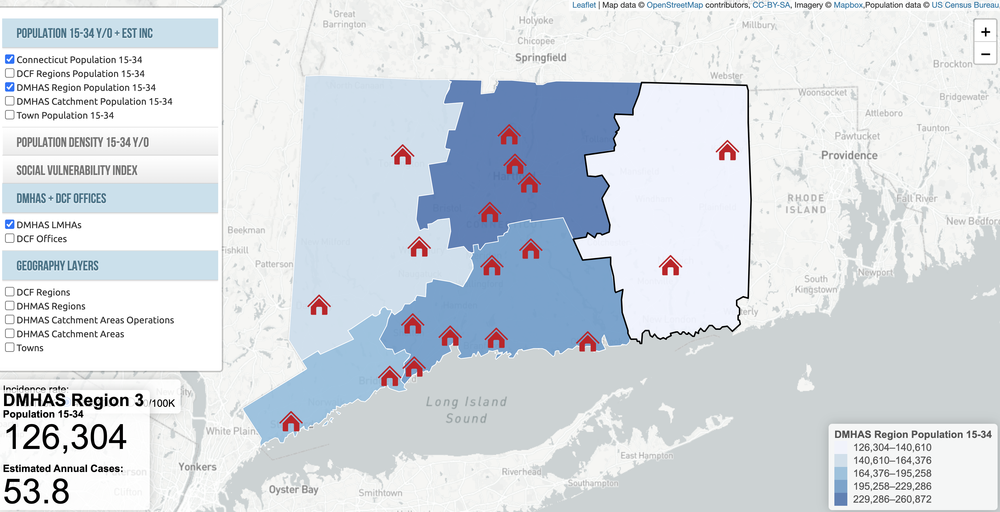 Leaflet | Map data © OpenStreetMap contributors, CC-BY-SA, Imagery © Mapbox,Population data © US Census Bureau,
POPULATION 15-34 Y/O + EST INC
Connecticut Population 15-34
DCF Regions Population 15-34
DMHAS Region Population 15-34
DMHAS Catchment Population 15-34
Town Population 15-34
POPULATION DENSITY 15-34 Y/O
SOCIAL VULNERABILITY INDEX
DMHAS + DCF OFFICES
DMHAS LMHAs
DCF Offices
GEOGRAPHY LAYERS
DCF Regions
DHMAS Regions
DHMAS Catchment Areas Operations
DHMAS Catchment Areas
Towns
Incidence rate:
/100K
DMHAS Region 3
Population 15-34
126,304
Estimated Annual Cases:
53.8
+
−
Great
Barrington
Holyoke
Chicopee
Springfield
Millbury
Webster
Brockton
Woonsocket
Bridgewater
Attleboro
Taunton
Pawtucket
Providence
RHODE
ISLAND
Fall River
New Bedford
Newport
South
Kingstown
Westerly
North Canaan
Torrington
Tolland
Hartford
Mansfield
Windham
Plainfield
Bristol
CONNECTICUT
Colchester
New Milford
Waterbury
Meriden
Norwich
Naugatuck
Wallingford
Montville
Hamden
Shelton
New London
Branford
Norwalk
Stamford
Beekman
Fishkill
Patterson
New City
White Plains
Yonkers
Paterson
Clifton
Long Island
Sound
Oyster Bay
Smithtown
Riverhead
East Hampton
Southampton
DMHAS Region Population 15-34
126,304–140,610
140,610–164,376
164,376–195,258
195,258–229,286
229,286–260,872